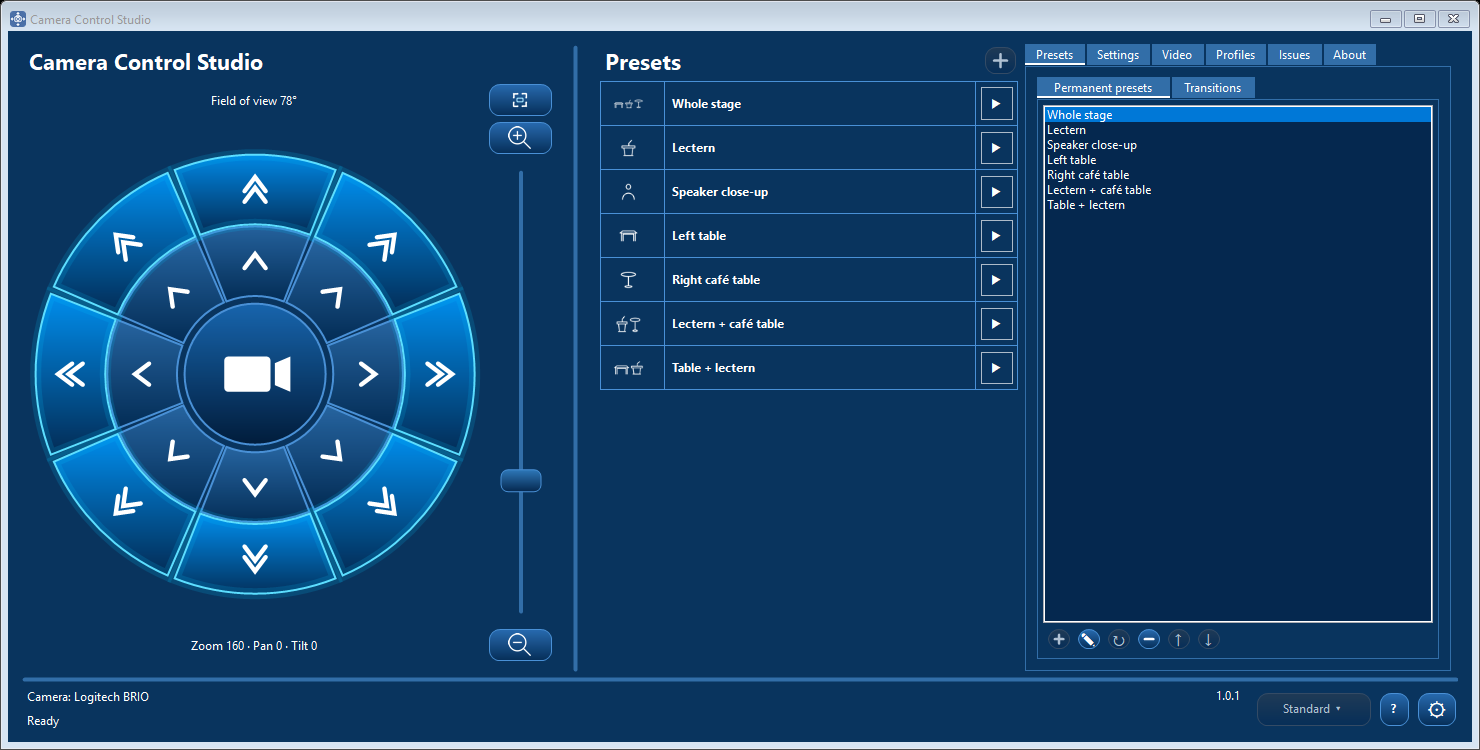 Camera Control Studio
Camera Control Studio
Field of view 78°
Zoom 160 · Pan 0 · Tilt 0
Presets
Whole stage
Lectern
Speaker close-up
Left table
Right café table
Lectern + café table
Table + lectern
Presets Settings Video Profiles Issues About
Permanent presets Transitions
Whole stage
Lectern
Speaker close-up
Left table
Right café table
Lectern + café table
Table + lectern
Camera: Logitech BRIO
Ready
1.0.1
Standard
?